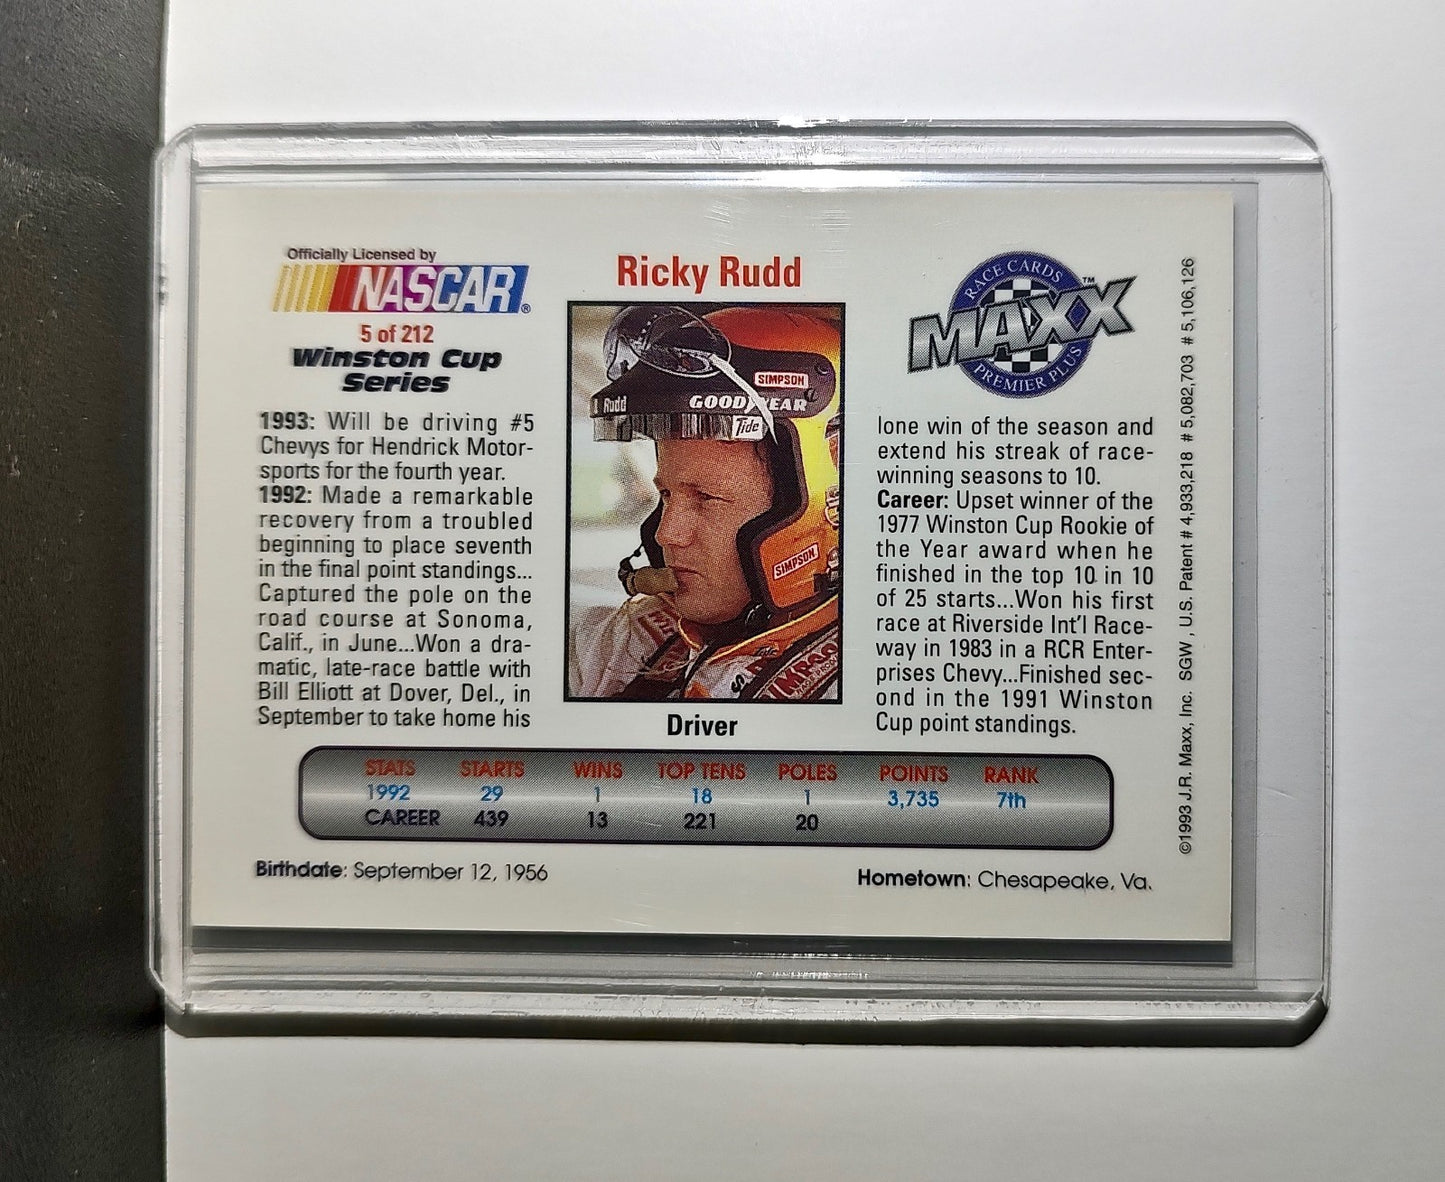 Officially Licensed by
NASCAR®
5 of 212
Winston Cup
Series
1993: Will be driving #5
Chevys for Hendrick Motor-
sports for the fourth year.
1992: Made a remarkable
recovery from a troubled
beginning to place seventh
in the final point standings...
Captured the pole on the
road course at Sonoma,
Calif., in June...Won a dra-
matic, late-race battle with
Bill Elliott at Dover, Del., in
September to take home his
Ricky Rudd
SIMPSON
GOODYEAR
Rudd
Tide
SIMPSON
Driver
RACE CARDS
MAXX™
PREMIER PLUS
lone win of the season and
extend his streak of race-
winning seasons to 10.
Career: Upset winner of the
1977 Winston Cup Rookie of
the Year award when he
finished in the top 10 in 10
of 25 starts...Won his first
race at Riverside Int'l Race-
way in 1983 in a RCR Enter-
prises Chevy...Finished sec-
ond in the 1991 Winston
Cup point standings.
STATS STARTS WINS TOP TENS POLES POINTS RANK
1992 29 1 18 1 3,735 7th
CAREER 439 13 221 20
Birthdate: September 12, 1956
Hometown: Chesapeake, Va.
©1993 J.R. Maxx, Inc. SGW , U.S. Patent # 4,933,218 # 5,082,703 # 5,106,126